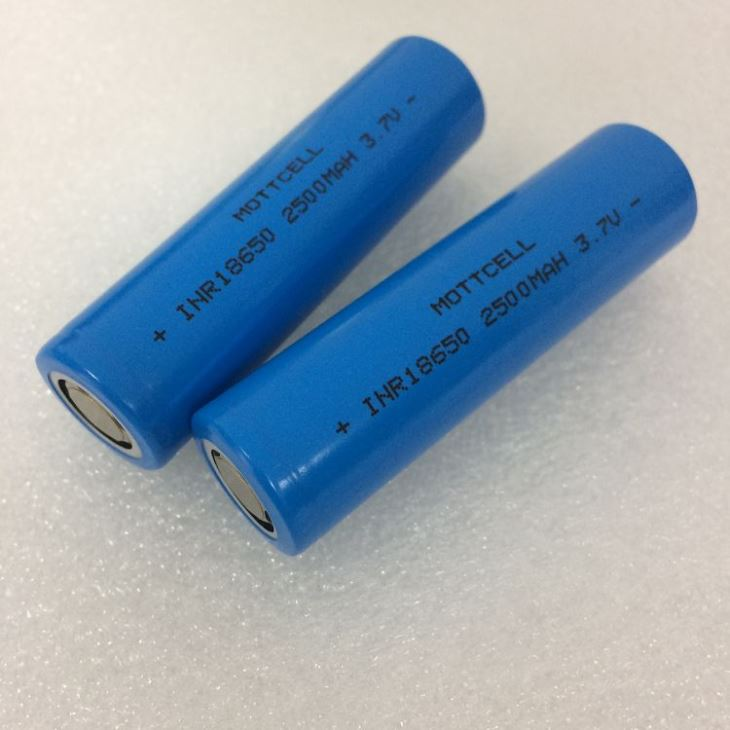 MOTTCELL
+ INR18650 2500MAH 3.7V -
MOTTCELL
+ INR18650 2500MAH 3.7V -